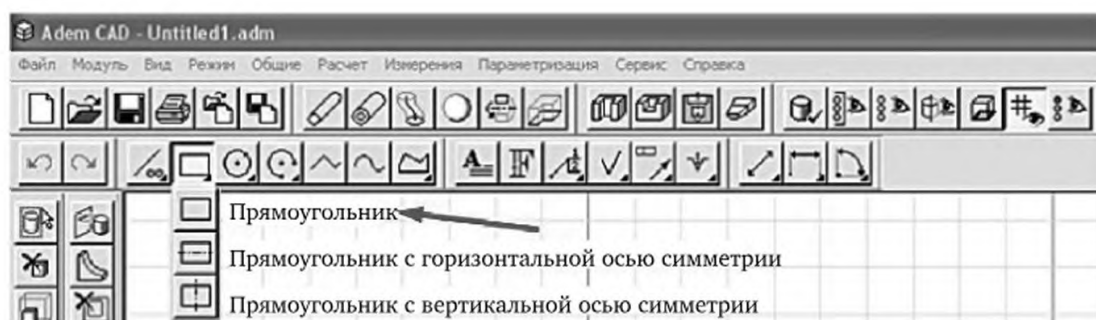 Adem CAD - Untitled1.adm
Файл Модуль Вид Режим Общие Расчет Измерения Параметризация Сервис Справка
Прямоугольник
Прямоугольник с горизонтальной осью симметрии
Прямоугольник с вертикальной осью симметрии